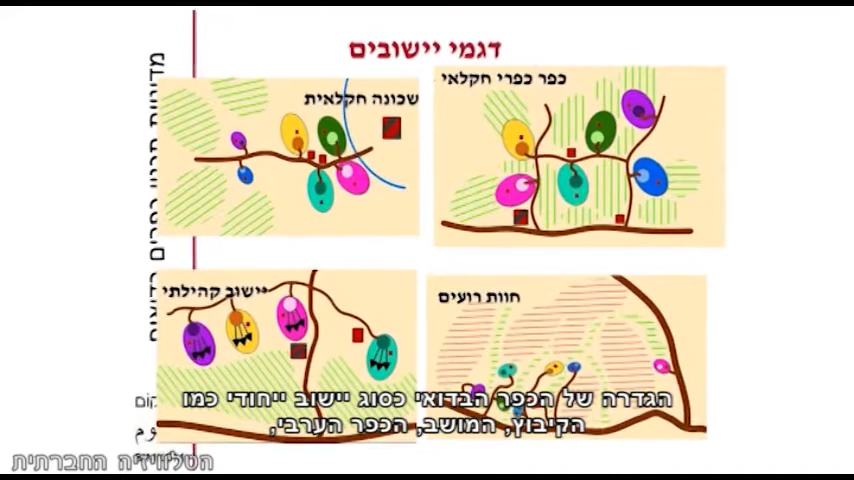 דגמי יישובים
כפר כפרי חקלאי
שכונה חקלאית
יישוב קהילתי
חוות רועים
הגדרה של הכפר הבדואי כסוג יישוב ייחודי כמו
הקיבוץ, המושב, הכפר הערבי,
הטלוויזיה החברתית